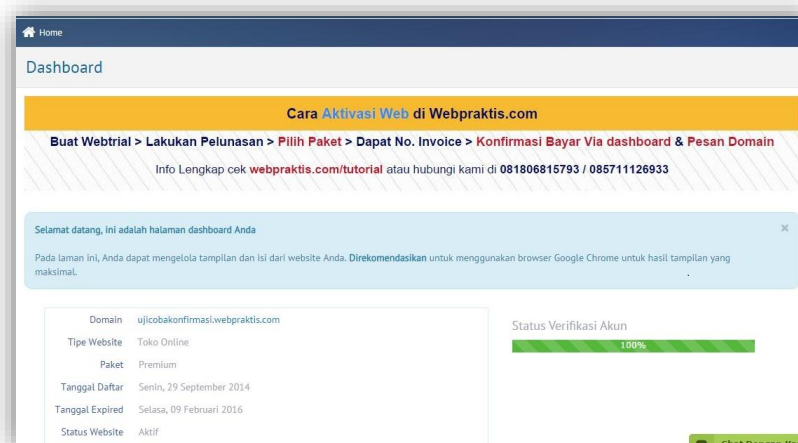 Home
Dashboard
Cara Aktivasi Web di Webpraktis.com
Buat Webtrial > Lakukan Pelunasan > Pilih Paket > Dapat No. Invoice > Konfirmasi Bayar Via dashboard & Pesan Domain
Info Lengkap cek webpraktis.com/tutorial atau hubungi kami di 081806815793 / 085711126933
Selamat datang, ini adalah halaman dashboard Anda
Pada laman ini, Anda dapat mengelola tampilan dan isi dari website Anda. Direkomendasikan untuk menggunakan browser Google Chrome untuk hasil tampilan yang
maksimal.
Domain ujicobakonfirmasi.webpraktis.com
Status Verifikasi Akun
Tipe Website Toko Online
100%
Paket Premium
Tanggal Daftar Senin, 29 September 2014
Tanggal Expired Selasa, 09 Februari 2016
Status Website Aktif